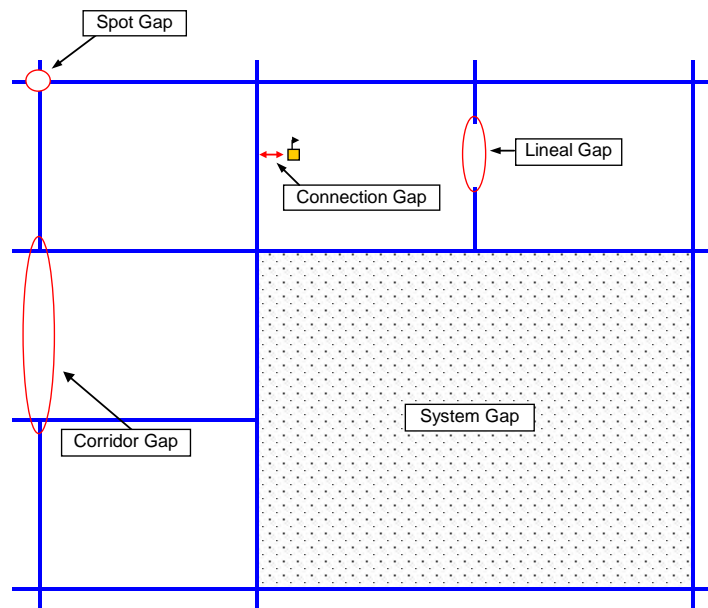 Spot Gap
Lineal Gap
Connection Gap
System Gap
Corridor Gap